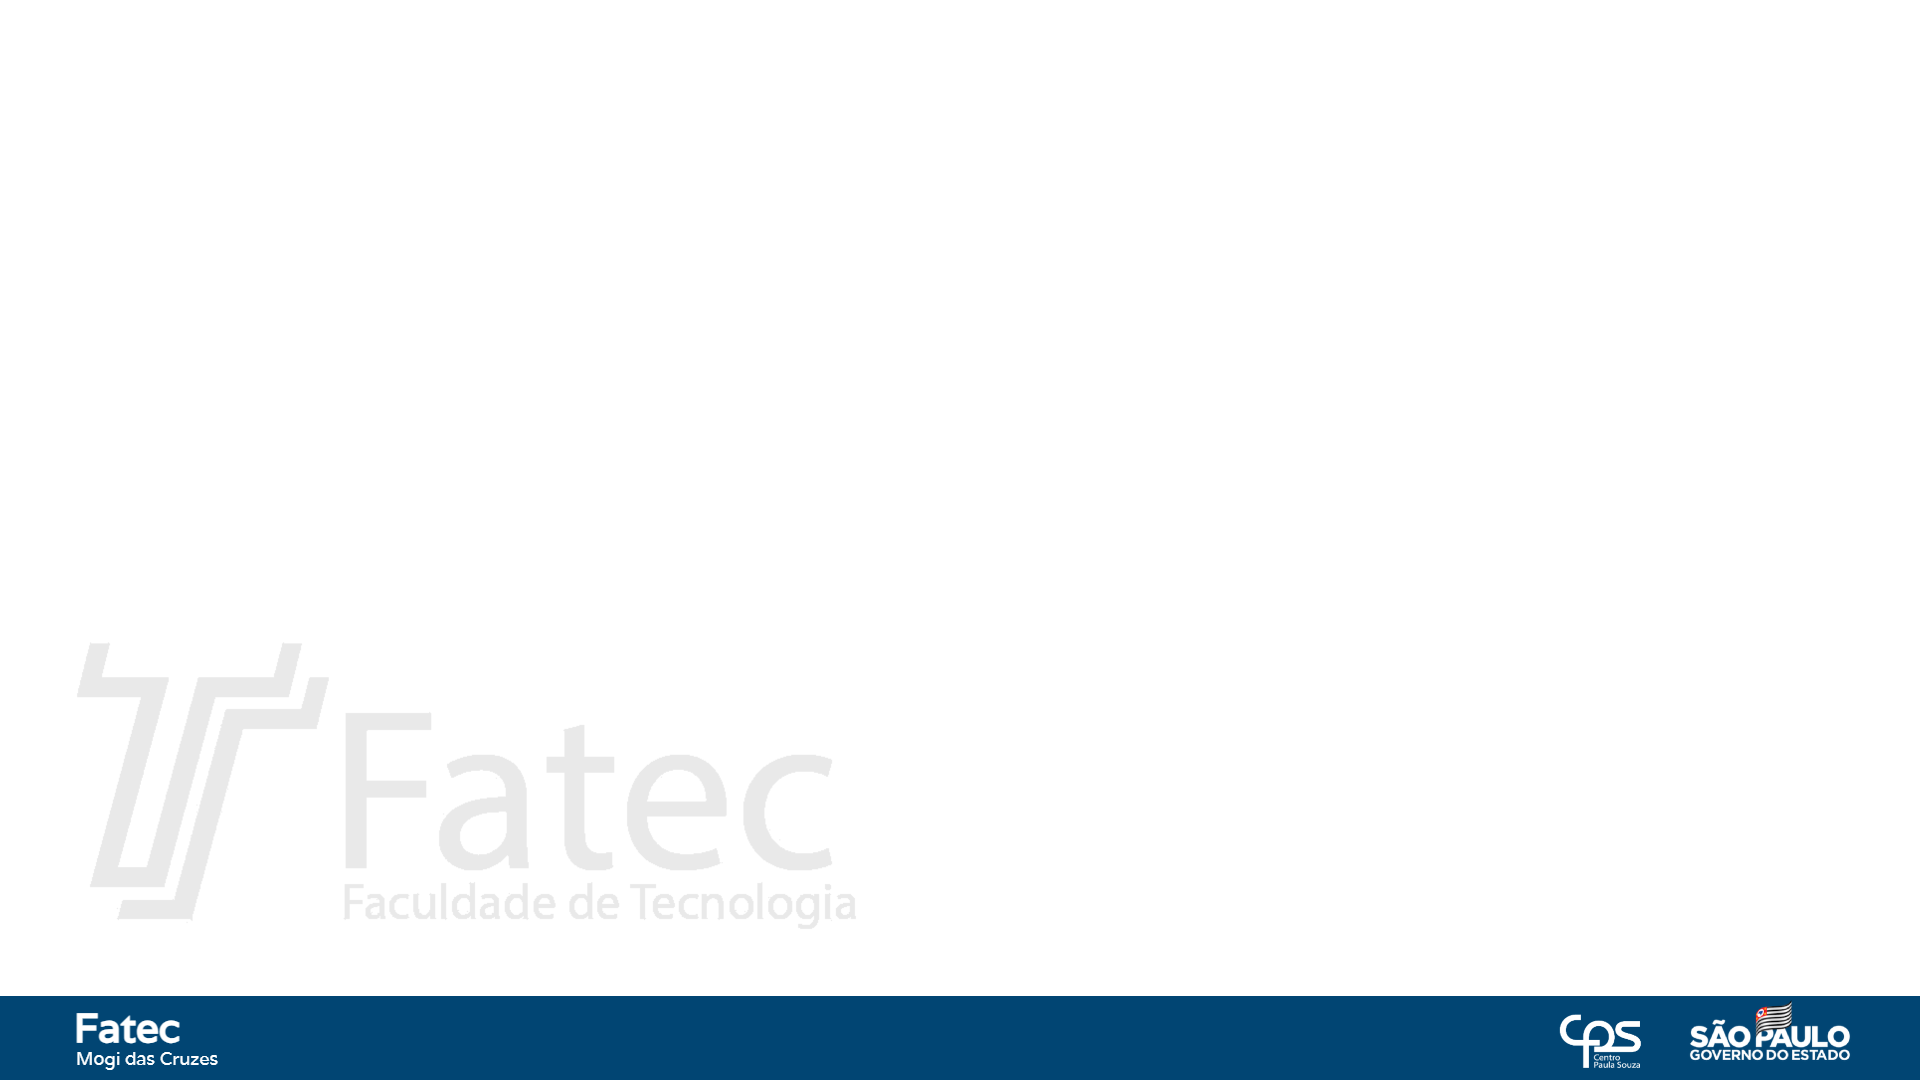 Fatec
Faculdade de Tecnologia
Fatec
Mogi das Cruzes
CPS
Centro
Paula Souza
SÃO PAULO
GOVERNO DO ESTADO